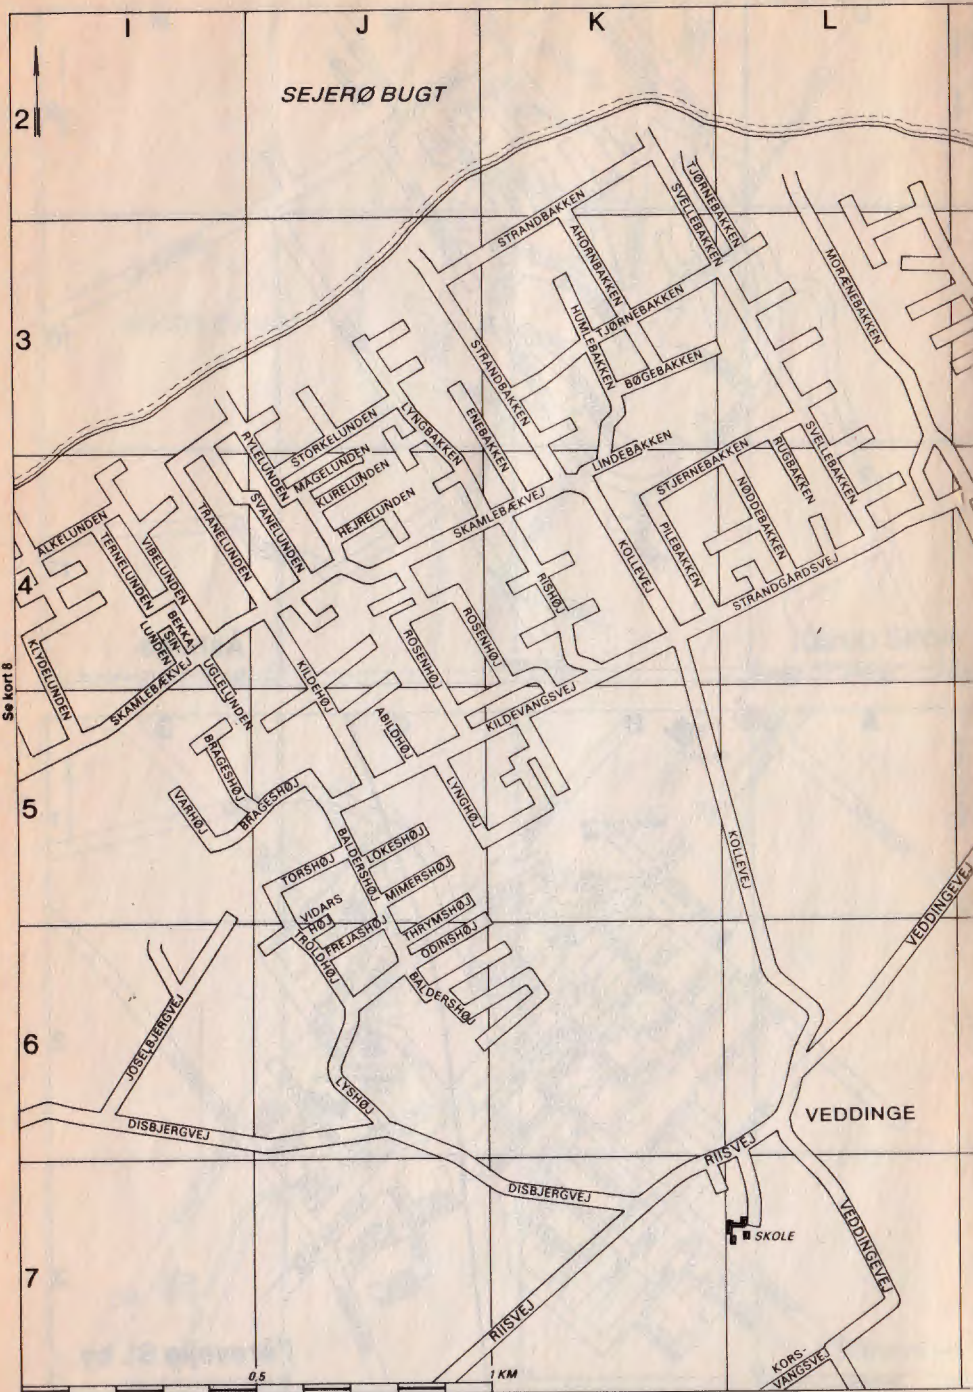 I
J
K
L
2
SEJERØ BUGT
STRANDBAKKEN
AHORNBAKKEN
SVELLEBAKKEN
TJØRNEBAKKEN
MORÆNEBAKKEN
3
STRANDBAKKEN
HUMLEBAKKEN
TJØRNEBAKKEN
BØGEBAKKEN
RYLELUNDEN
STORKELUNDEN
MAGELUNDEN
KLIRELUNDEN
HEJRELUNDEN
LYNGBAKKEN
ENEBAKKEN
LINDEBAKKEN
STJERNEBAKKEN
RUGBAKKEN
SVELLEBAKKEN
NØDDEBAKKEN
PILEBAKKEN
TRANELUNDEN
SVANELUNDEN
SKAMLEBÆKVEJ
KOLLEVEJ
STRANDGÅRDSVEJ
4
ALKELUNDEN
TERNELUNDEN
VIBELUNDEN
BEKKA-
SIN-
LUNDEN
KLYDELUNDEN
SKAMLEBÆKVEJ
UGLELUNDEN
KILDEHØJ
ROSENHØJ
ROSENHØJ
RISHØJ
KILDEVANGSVEJ
Se kort 8
ABILDHØJ
5
BRAGESHØJ
VARHØJ
BRAGESHØJ
LYNGHØJ
KOLLEVEJ
BALDERSHØJ
LOKESHØJ
TORSHØJ
MIMERSHØJ
VIDARS
HØJ
THRYMSHØJ
TROLDHØJ
FREJASHØJ
ODINSHØJ
BALDERSHØJ
VEDDINGEVEJ
6
JOSELBJERGVEJ
LYSHØJ
DISBJERGVEJ
VEDDINGE
RIISVEJ
DISBJERGVEJ
SKOLE
VEDDINGEVEJ
7
RIISVEJ
KORS-
VANGSVEJ
0,5
1 KM